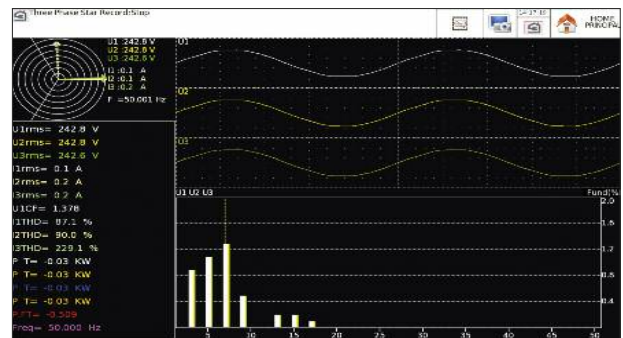 Three Phase Star Record:Stop
HOME
PRINCIPAL
U1 :242.8 V
U2 :242.8 V
U3 :242.6 V
I1 :0.1 A
I2 :0.1 A
I3 :0.2 A
F =50.001 Hz
U1
U2
U3
U1rms= 242.8 V
U2rms= 242.8 V
U3rms= 242.6 V
I1rms= 0.1 A
I2rms= 0.2 A
I3rms= 0.2 A
U1CF= 1.378
I1THD= 87.1 %
I2THD= 90.0 %
I3THD= 229.1 %
P T= -0.03 KW
P T= -0.03 KW
P T= -0.03 KW
P T= -0.03 KW
P.FT= -0.509
Freq= 50.000 Hz
U1 U2 U3
Fund(%)
2.0
1.6
1.2
0.8
0.4
5 10 15 20 25 30 35 40 45 50